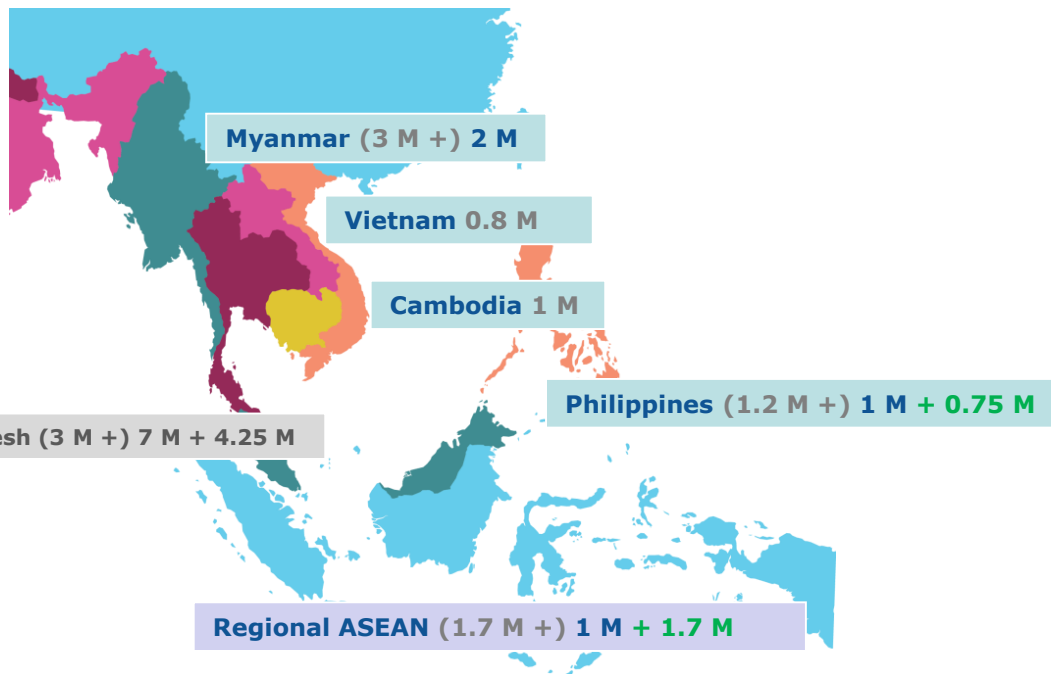 Myanmar (3 M +) 2 M
Vietnam 0.8 M
Cambodia 1 M
Philippines (1.2 M +) 1 M + 0.75 M
esh (3 M +) 7 M + 4.25 M
Regional ASEAN (1.7 M +) 1 M + 1.7 M